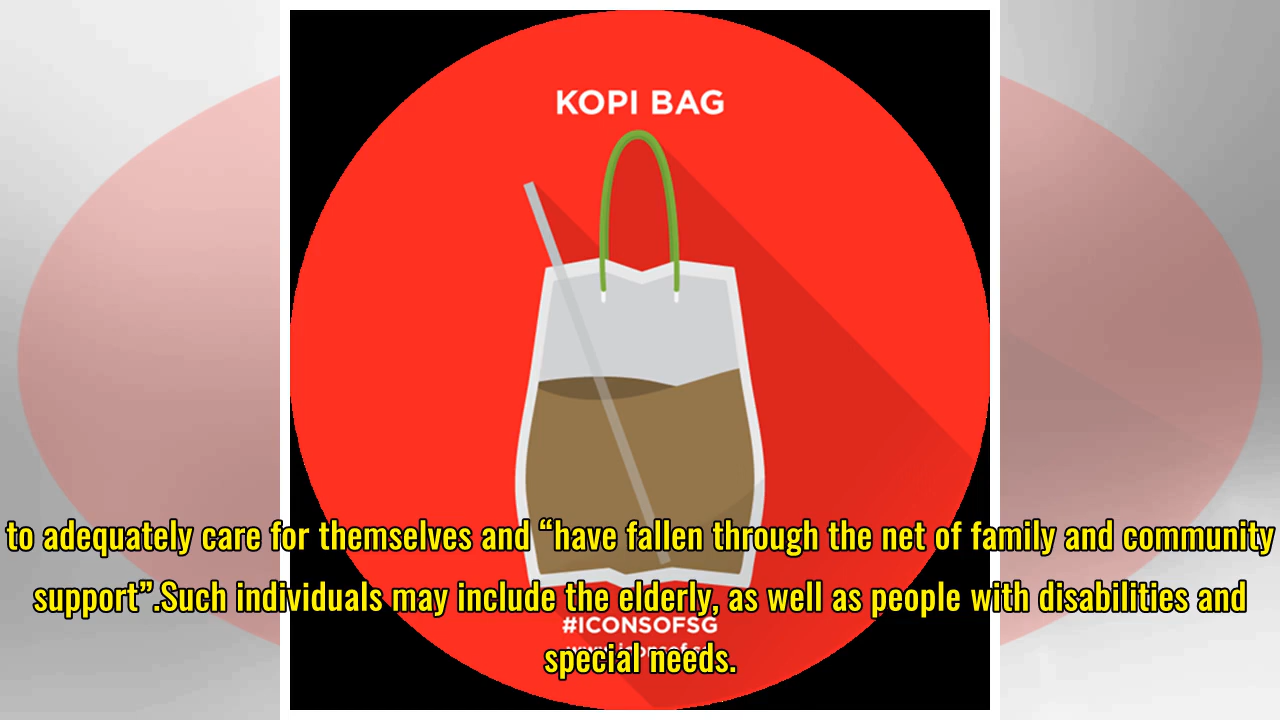 KOPI BAG
to adequately care for themselves and “have fallen through the net of family and community
support”.Such individuals may include the elderly, as well as people with disabilities and
#ICONSOFSG
special needs.